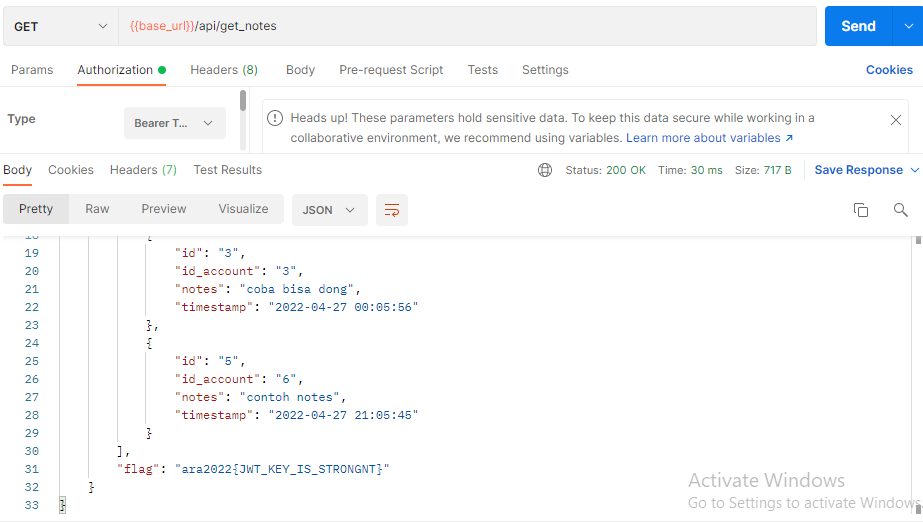 GET {{base_url}}/api/get_notes Send
Params Authorization Headers (8) Body Pre-request Script Tests Settings Cookies
Type Bearer T... Heads up! These parameters hold sensitive data. To keep this data secure while working in a
collaborative environment, we recommend using variables. Learn more about variables ↗
Body Cookies Headers (7) Test Results Status: 200 OK Time: 30 ms Size: 717 B Save Response
Pretty Raw Preview Visualize JSON
18 {
19 "id": "3",
20 "id_account": "3",
21 "notes": "coba bisa dong",
22 "timestamp": "2022-04-27 00:05:56"
23 },
24 {
25 "id": "5",
26 "id_account": "6",
27 "notes": "contoh notes",
28 "timestamp": "2022-04-27 21:05:45"
29 }
30 ],
31 "flag": "ara2022{JWT_KEY_IS_STRONGNT}"
32 }
33 }
Activate Windows
Go to Settings to activate Windows.